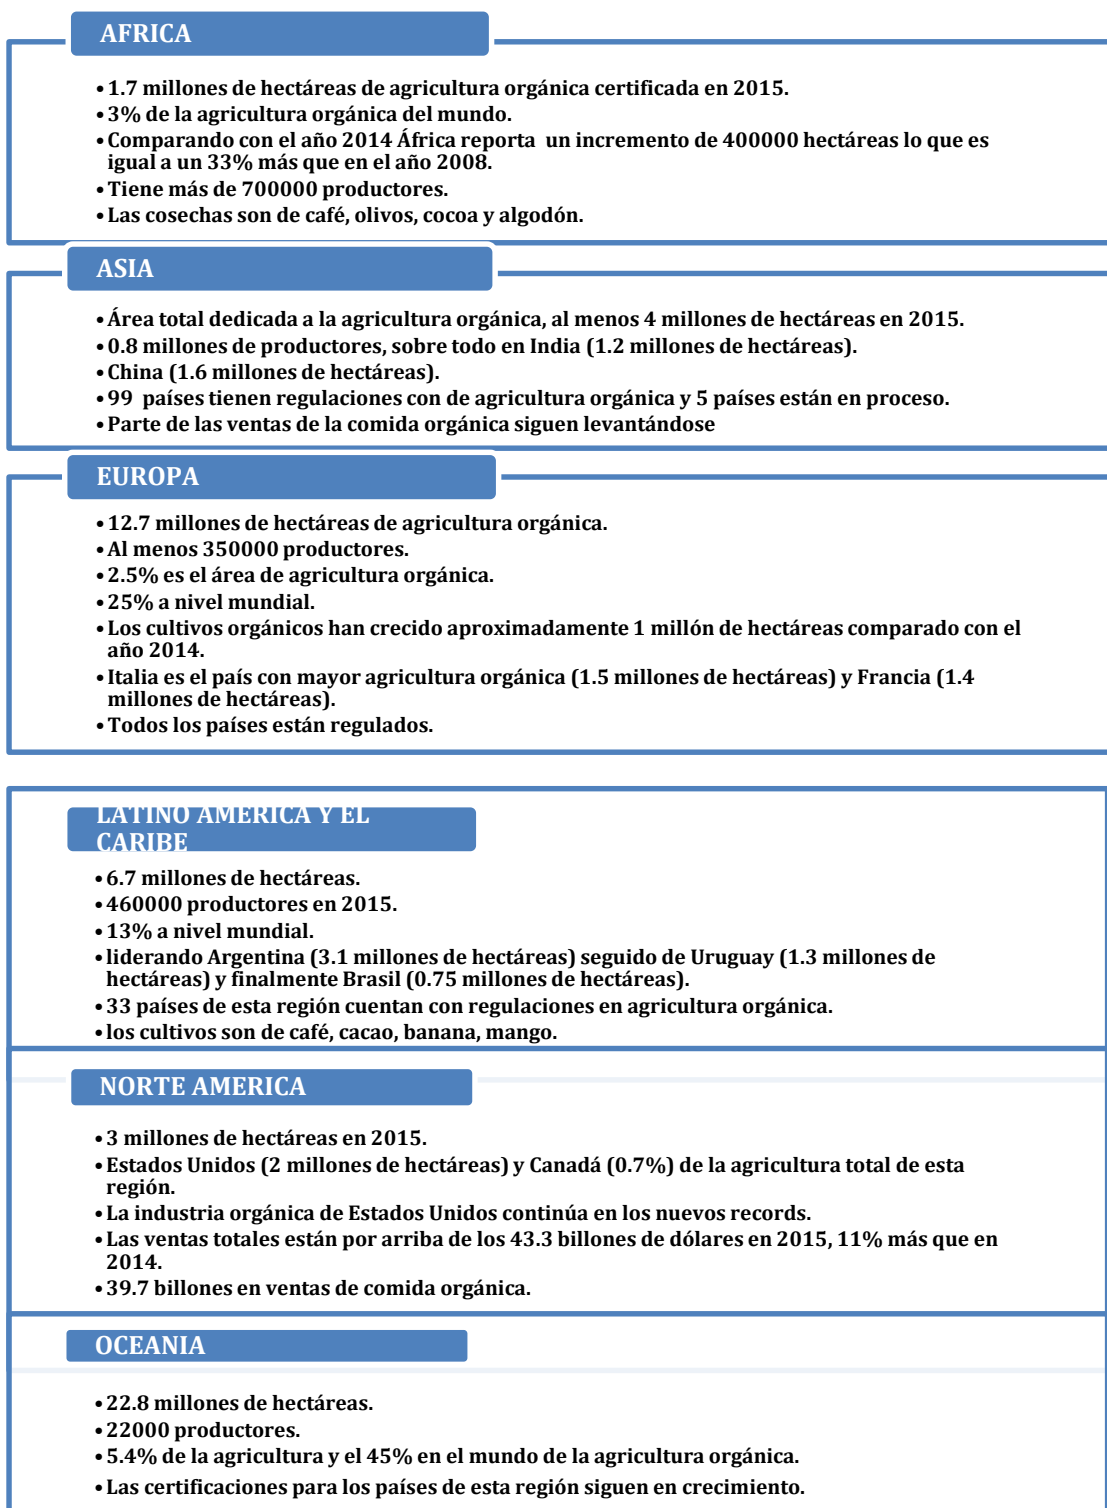 AFRICA
•1.7 millones de hectáreas de agricultura orgánica certificada en 2015.
•3% de la agricultura orgánica del mundo.
•Comparando con el año 2014 África reporta un incremento de 400000 hectáreas lo que es
igual a un 33% más que en el año 2008.
•Tiene más de 700000 productores.
•Las cosechas son de café, olivos, cocoa y algodón.
ASIA
•Área total dedicada a la agricultura orgánica, al menos 4 millones de hectáreas en 2015.
•0.8 millones de productores, sobre todo en India (1.2 millones de hectáreas).
•China (1.6 millones de hectáreas).
•99 países tienen regulaciones con de agricultura orgánica y 5 países están en proceso.
•Parte de las ventas de la comida orgánica siguen levantándose
EUROPA
•12.7 millones de hectáreas de agricultura orgánica.
•Al menos 350000 productores.
•2.5% es el área de agricultura orgánica.
•25% a nivel mundial.
•Los cultivos orgánicos han crecido aproximadamente 1 millón de hectáreas comparado con el
año 2014.
•Italia es el país con mayor agricultura orgánica (1.5 millones de hectáreas) y Francia (1.4
millones de hectáreas).
•Todos los países están regulados.
LATINO AMERICA Y EL
CARIBE
•6.7 millones de hectáreas.
•460000 productores en 2015.
•13% a nivel mundial.
•liderando Argentina (3.1 millones de hectáreas) seguido de Uruguay (1.3 millones de
hectáreas) y finalmente Brasil (0.75 millones de hectáreas).
•33 países de esta región cuentan con regulaciones en agricultura orgánica.
•los cultivos son de café, cacao, banana, mango.
NORTE AMERICA
•3 millones de hectáreas en 2015.
•Estados Unidos (2 millones de hectáreas) y Canadá (0.7%) de la agricultura total de esta
región.
•La industria orgánica de Estados Unidos continúa en los nuevos records.
•Las ventas totales están por arriba de los 43.3 billones de dólares en 2015, 11% más que en
2014.
•39.7 billones en ventas de comida orgánica.
OCEANIA
•22.8 millones de hectáreas.
•22000 productores.
•5.4% de la agricultura y el 45% en el mundo de la agricultura orgánica.
•Las certificaciones para los países de esta región siguen en crecimiento.